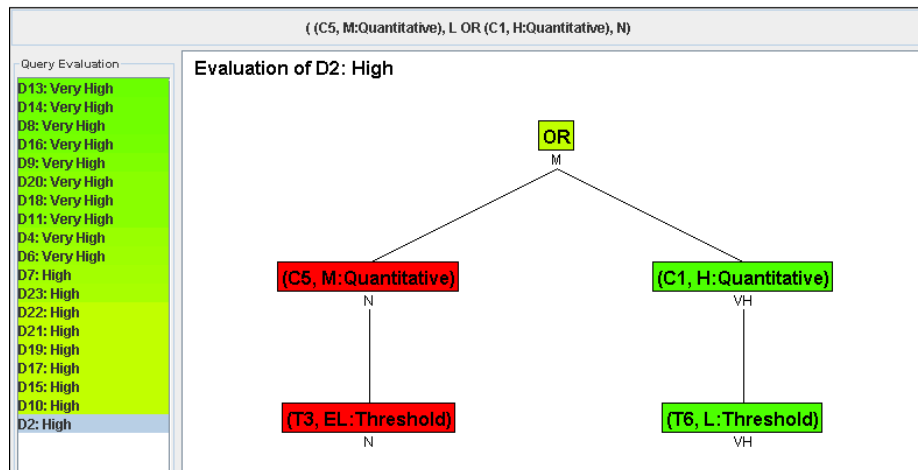 ( (C5, M:Quantitative), L OR (C1, H:Quantitative), N)
Query Evaluation
D13: Very High
D14: Very High
D8: Very High
D16: Very High
D9: Very High
D20: Very High
D18: Very High
D11: Very High
D4: Very High
D6: Very High
D7: High
D23: High
D22: High
D21: High
D19: High
D17: High
D15: High
D10: High
D2: High
Evaluation of D2: High
OR
M
(C5, M:Quantitative)
N
(C1, H:Quantitative)
VH
(T3, EL:Threshold)
N
(T6, L:Threshold)
VH